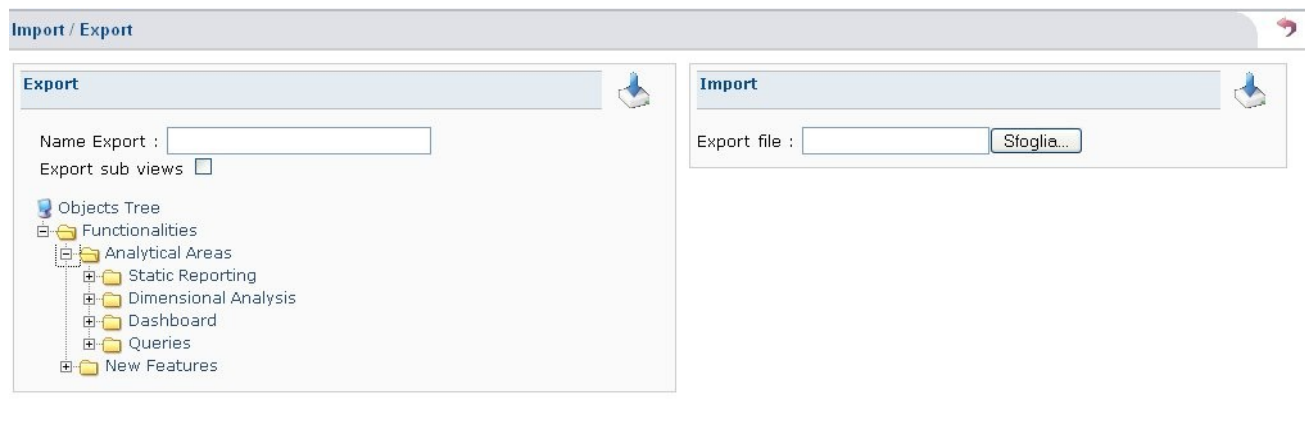 Import / Export
Export
Name Export :
Export sub views
Objects Tree
Functionalities
Analytical Areas
Static Reporting
Dimensional Analysis
Dashboard
Queries
New Features
Import
Export file :
Sfoglia...